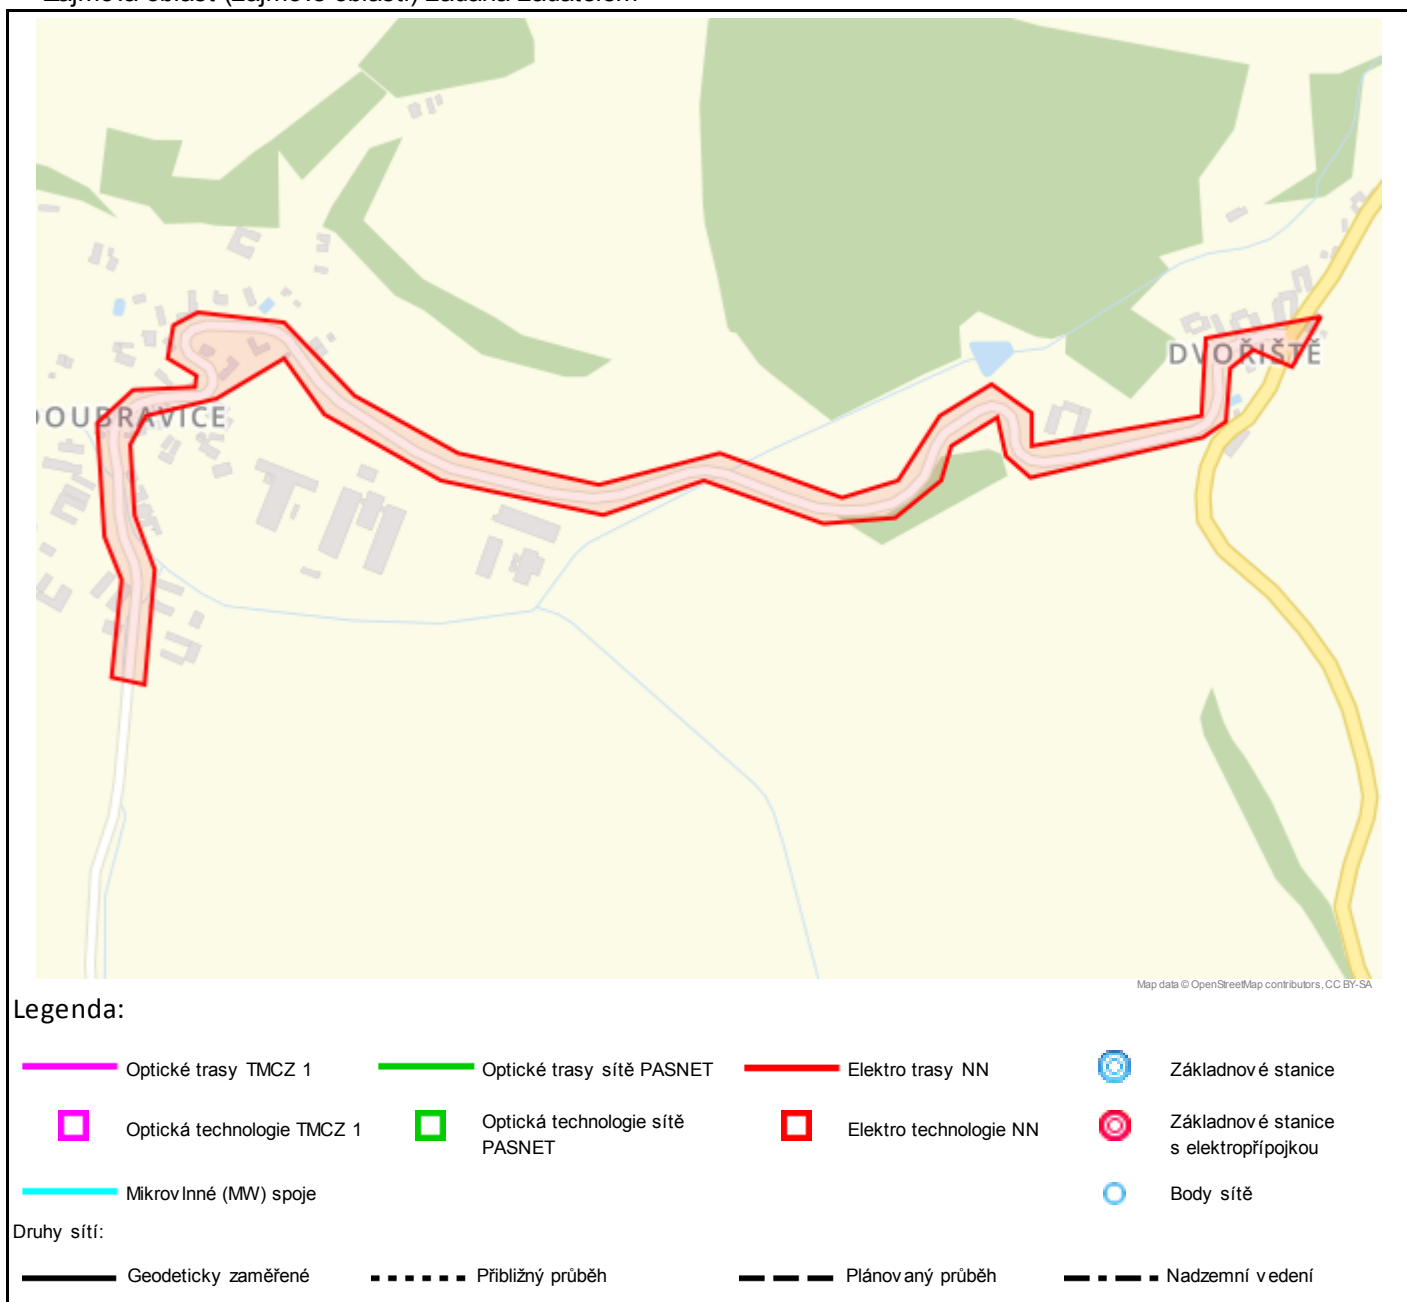 DVOŘIŠTĚ
DOUBRAVICE
Map data © OpenStreetMap contributors, CC BY-SA
Legenda:
Optické trasy TMCZ 1
Optické trasy sítě PASNET
Elektro trasy NN
Základnové stanice
Optická technologie TMCZ 1
Optická technologie sítě
PASNET
Elektro technologie NN
Základnové stanice
s elektropřípojkou
Mikrovlnné (MW) spoje
Body sítě
Druhy sítí:
Geodeticky zaměřené
Přibližný průběh
Plánovaný průběh
Nadzemní vedení